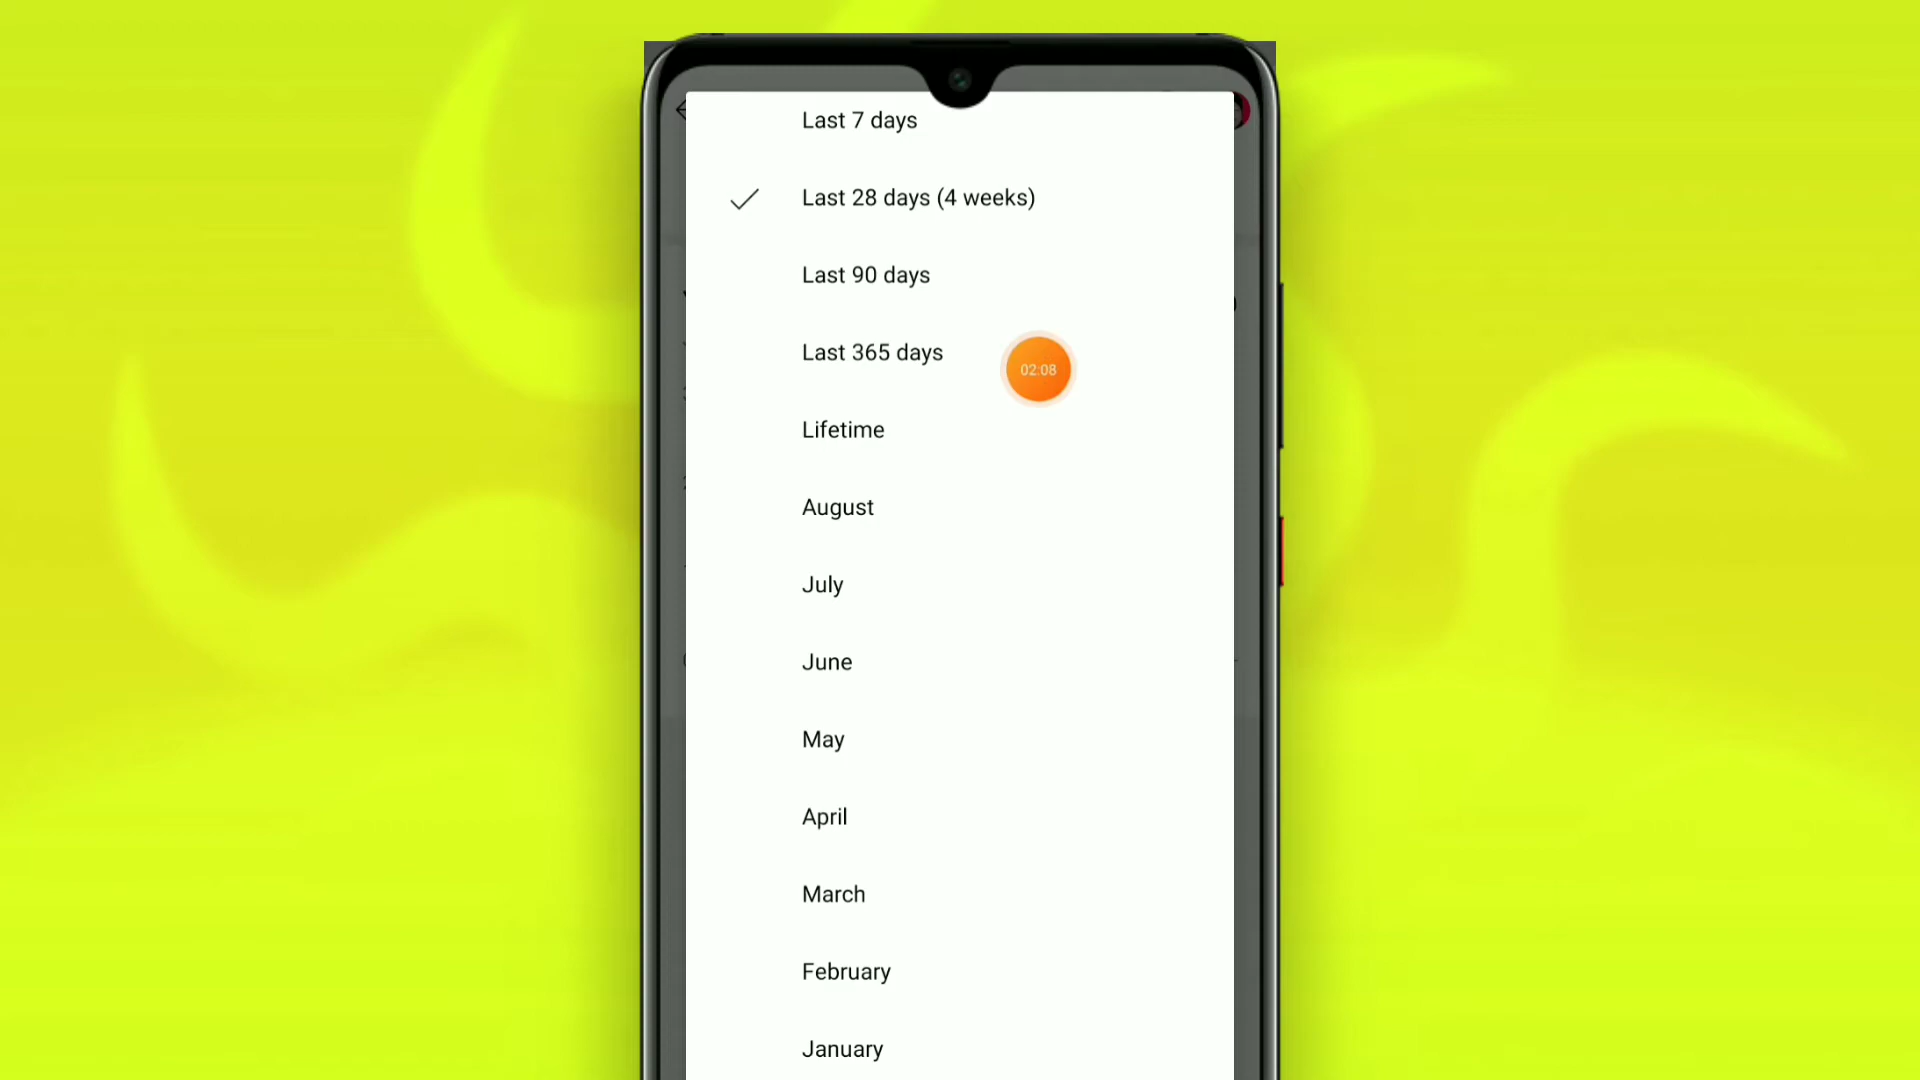 Last 7 days
Last 28 days (4 weeks)
Last 90 days
Last 365 days
02:08
Lifetime
August
July
June
May
April
March
February
January